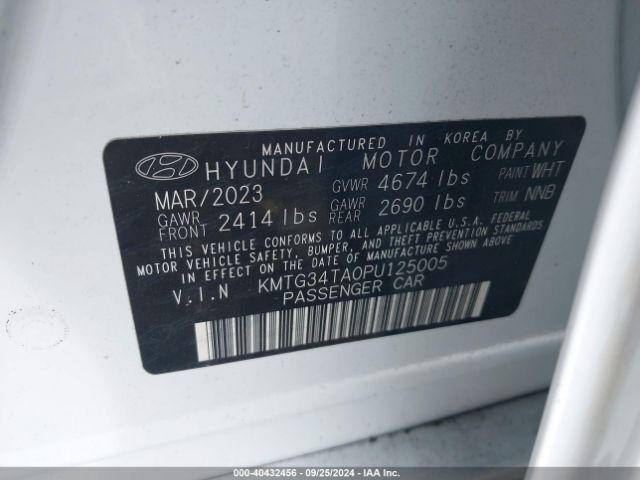 MANUFACTURED IN KOREA BY
HYUNDAI MOTOR COMPANY
MAR/2023 GVWR 4674 lbs PAINT WHT
GAWR FRONT 2414 lbs GAWR REAR 2690 lbs TRIM NNB
THIS VEHICLE CONFORMS TO ALL APPLICABLE U.S.A. FEDERAL
MOTOR VEHICLE SAFETY, BUMPER, AND THEFT PREVENTION STANDARDS
IN EFFECT ON THE DATE OF MANUFACTURE SHOWN ABOVE
V.I.N KMTG34TA0PU125005
PASSENGER CAR
000-40432456 - 09/25/2024 - IAA Inc.